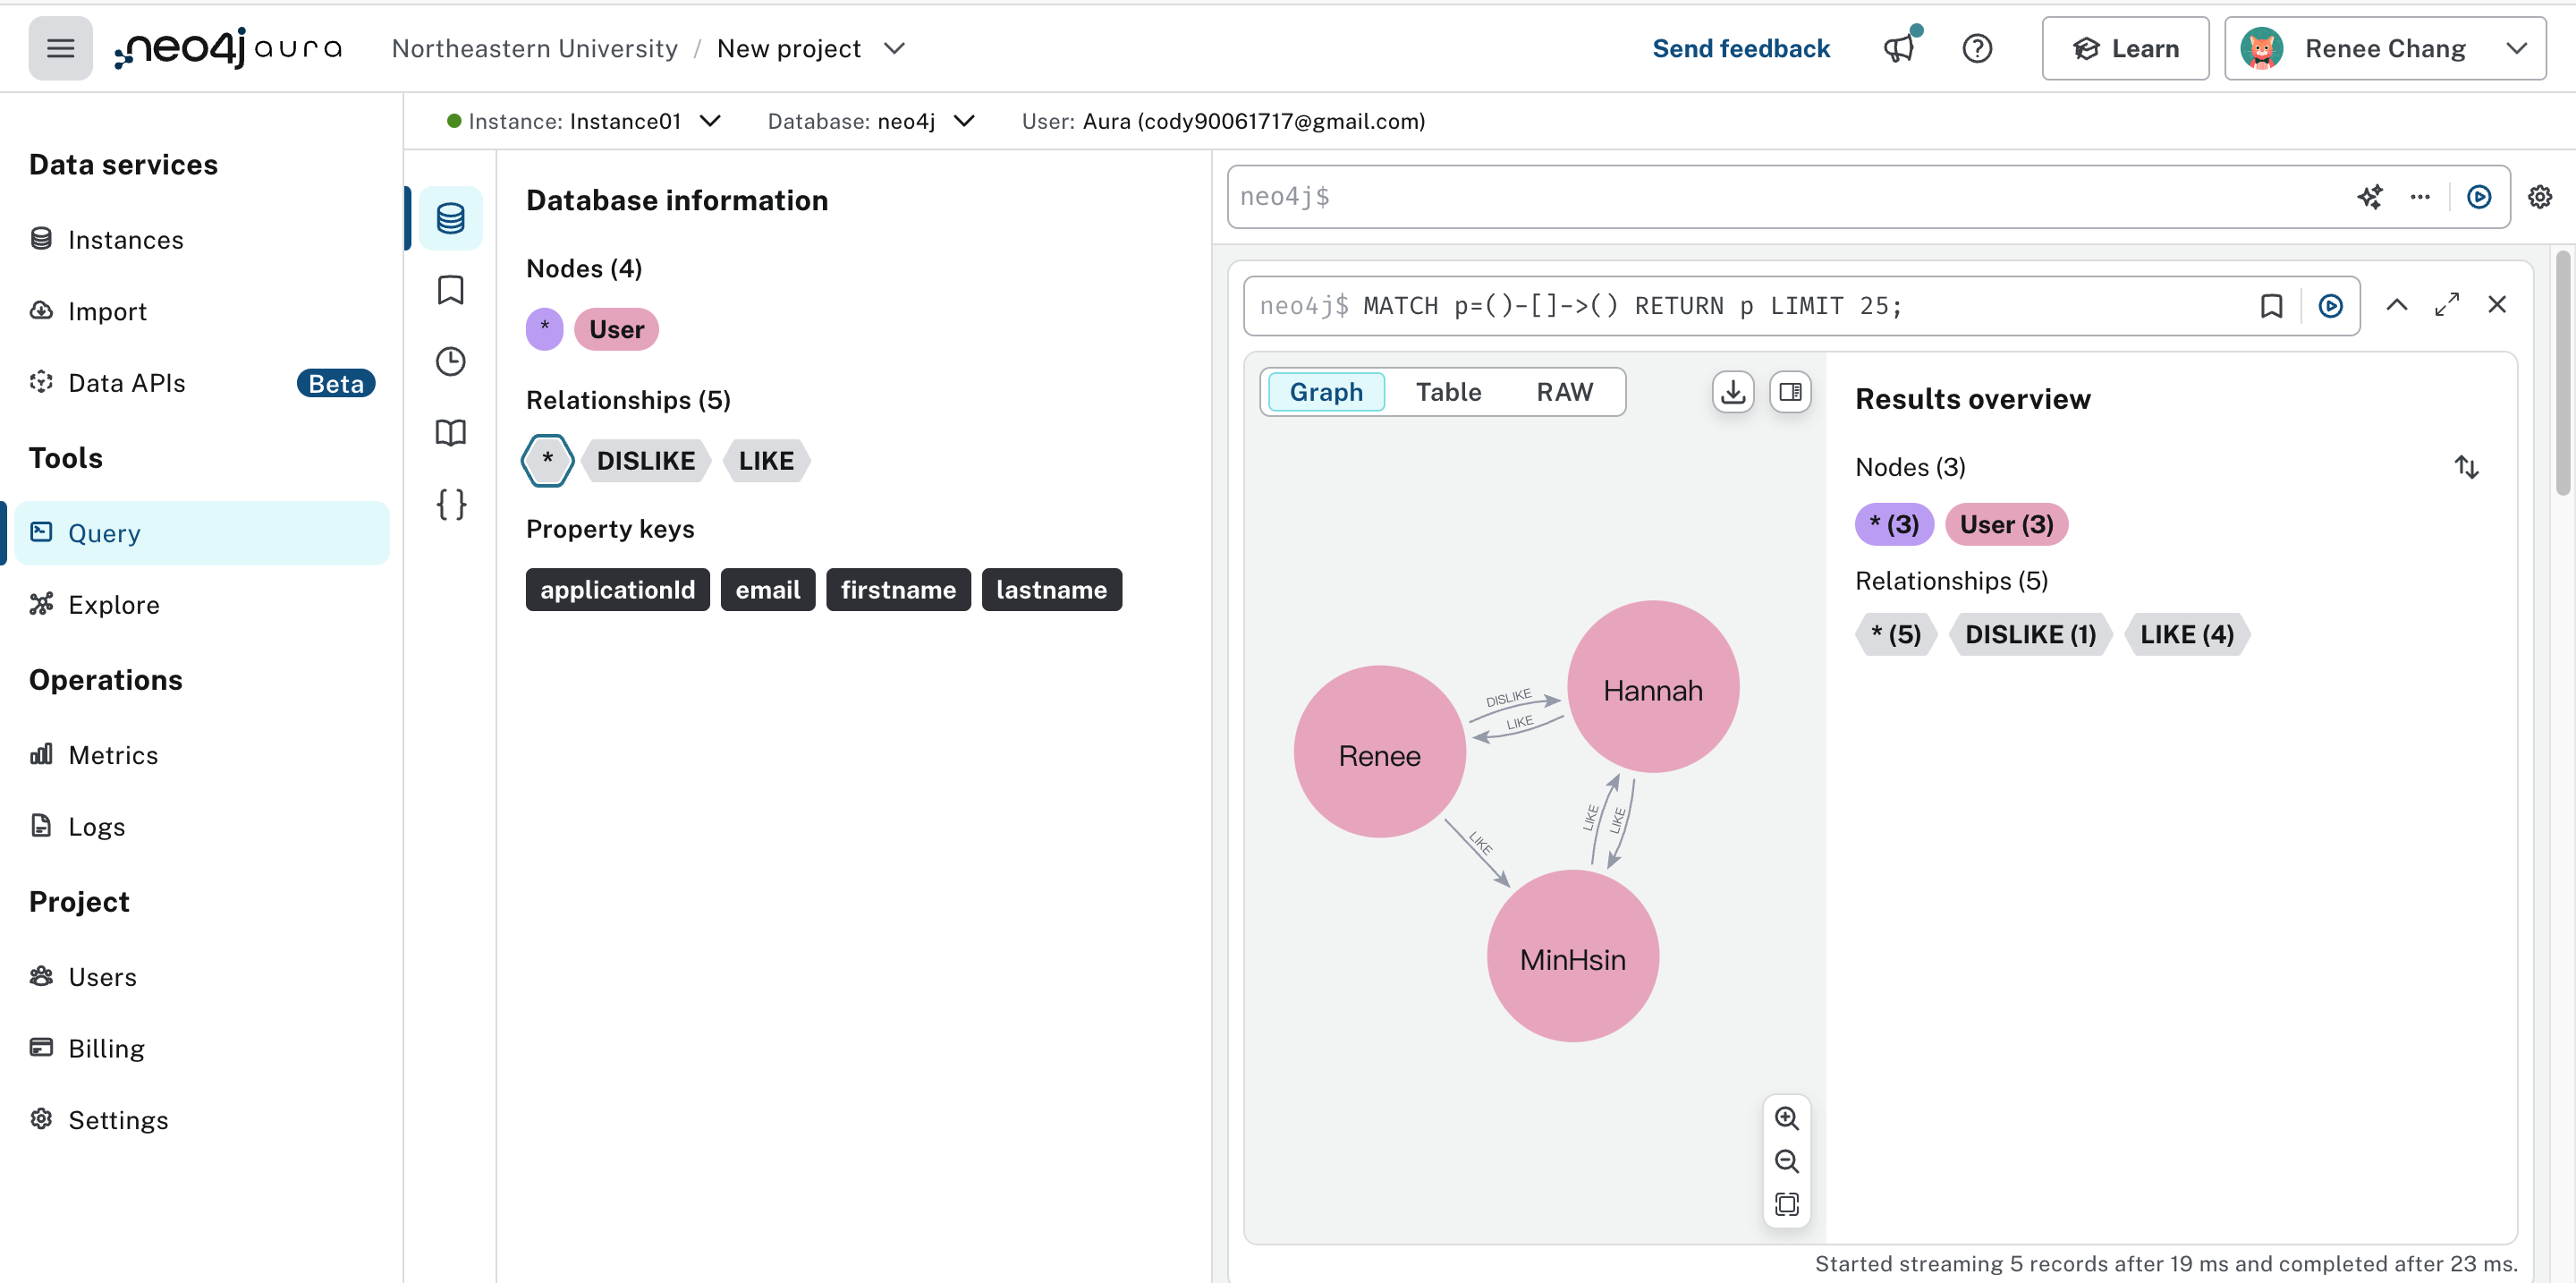 neo4j aura Northeastern University / New project Send feedback Learn Renee Chang
Instance: Instance01 Database: neo4j User: Aura (cody90061717@gmail.com)
Data services
Instances
Import
Data APIs Beta
Tools
Query
Explore
Operations
Metrics
Logs
Project
Users
Billing
Settings
Database information
Nodes (4)
* User
Relationships (5)
* DISLIKE LIKE
Property keys
applicationId email firstname lastname
neo4j$
neo4j$ MATCH p=()-[]->() RETURN p LIMIT 25;
Graph Table RAW
Hannah
DISLIKE
LIKE
Renee
LIKE
LIKE
LIKE
MinHsin
Results overview
Nodes (3)
* (3) User (3)
Relationships (5)
* (5) DISLIKE (1) LIKE (4)
Started streaming 5 records after 19 ms and completed after 23 ms.